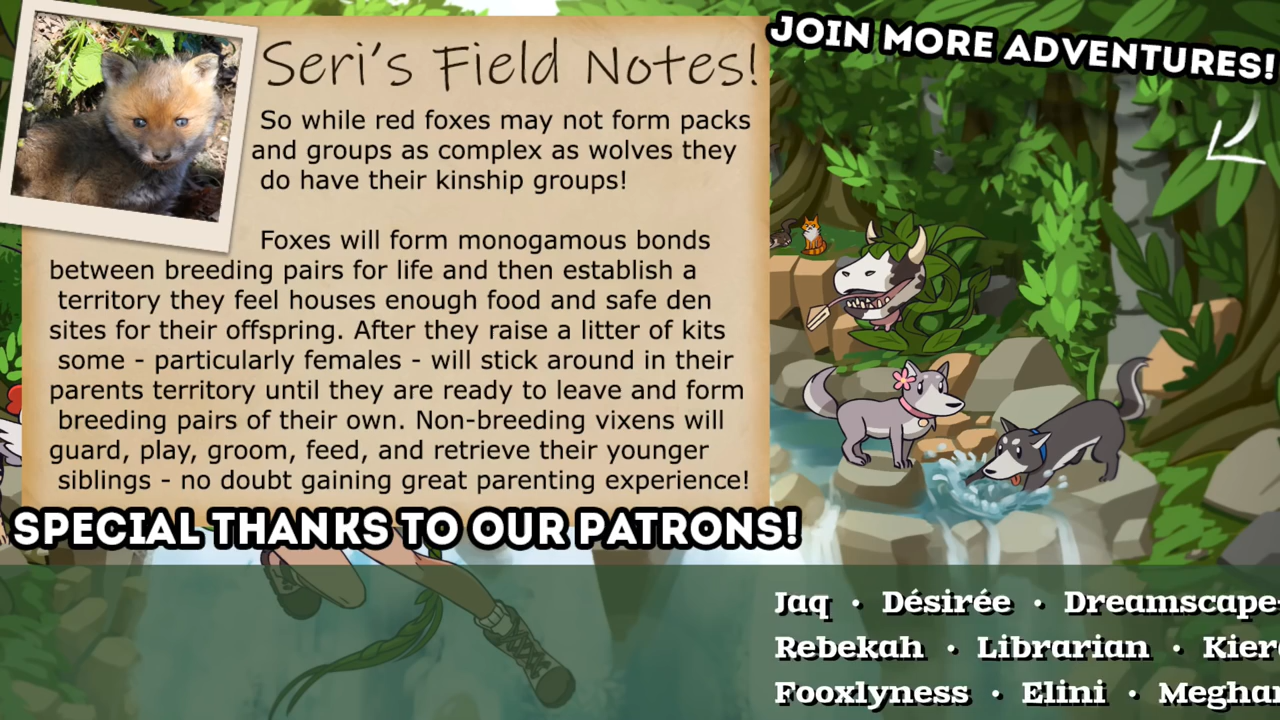 Seri's Field Notes!
So while red foxes may not form packs
and groups as complex as wolves they
do have their kinship groups!
Foxes will form monogamous bonds
between breeding pairs for life and then establish a
territory they feel houses enough food and safe den
sites for their offspring. After they raise a litter of kits
some - particularly females - will stick around in their
parents territory until they are ready to leave and form
breeding pairs of their own. Non-breeding vixens will
guard, play, groom, feed, and retrieve their younger
siblings - no doubt gaining great parenting experience!
JOIN MORE ADVENTURES!
SPECIAL THANKS TO OUR PATRONS!
Jaq · Désirée · Dreamscape-
Rebekah · Librarian ·
Fooxlyness · Elini ·